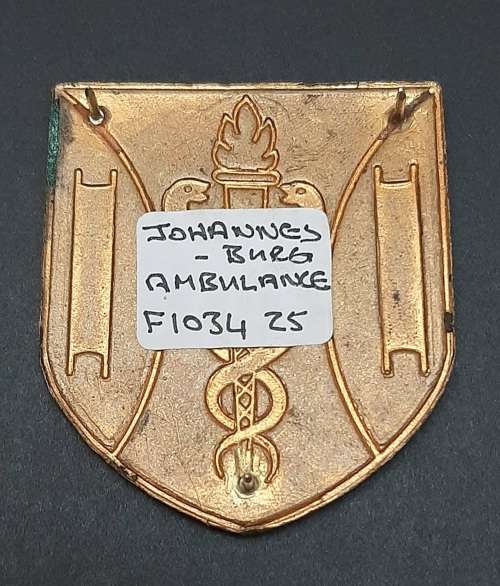 JOHANNES
- BURG
AMBULANCE
F1034 25